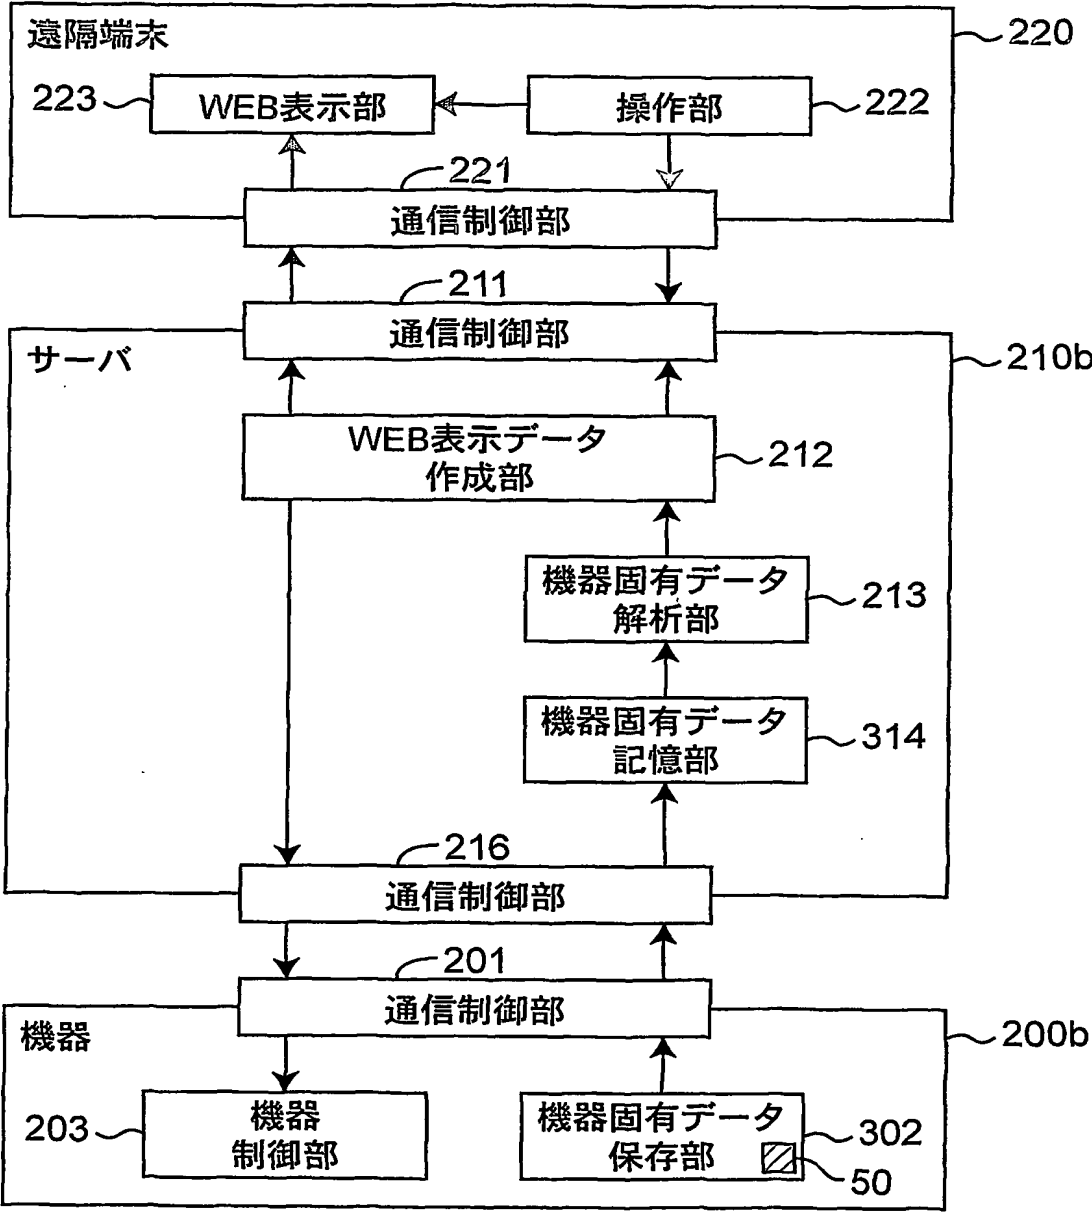 遠隔端末
220
223
WEB表示部
操作部
222
221
通信制御部
211
通信制御部
サーバ
210b
WEB表示データ
作成部
212
機器固有データ
解析部
213
機器固有データ
記憶部
314
216
通信制御部
201
通信制御部
機器
200b
203
機器
制御部
機器固有データ
保存部
302
50